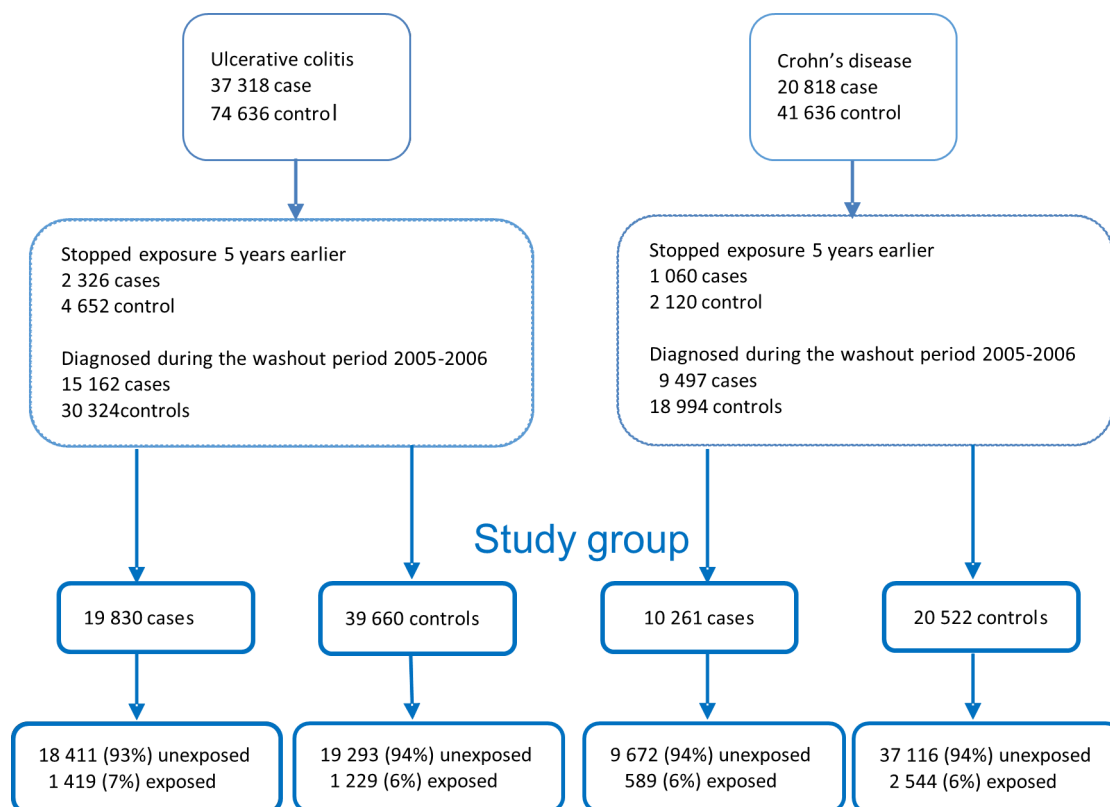 Ulcerative colitis
37 318 case
74 636 control
Crohn's disease
20 818 case
41 636 control
Stopped exposure 5 years earlier
2 326 cases
4 652 control
Diagnosed during the washout period 2005-2006
15 162 cases
30 324controls
Stopped exposure 5 years earlier
1 060 cases
2 120 control
Diagnosed during the washout period 2005-2006
9 497 cases
18 994 controls
Study group
19 830 cases
39 660 controls
10 261 cases
20 522 controls
18 411 (93%) unexposed
1 419 (7%) exposed
19 293 (94%) unexposed
1 229 (6%) exposed
9 672 (94%) unexposed
589 (6%) exposed
37 116 (94%) unexposed
2 544 (6%) exposed